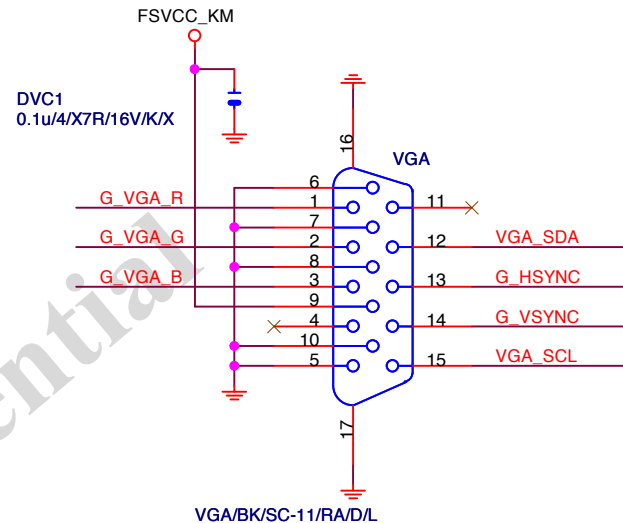 FSVCC_KM
DVC1
0.1u/4/X7R/16V/K/X
16
VGA
6
G_VGA_R 1 11
7
G_VGA_G 2 12 VGA_SDA
8
G_VGA_B 3 13 G_HSYNC
9
4 14 G_VSYNC
10
5 15 VGA_SCL
17
VGA/BK/SC-11/RA/D/L
ential